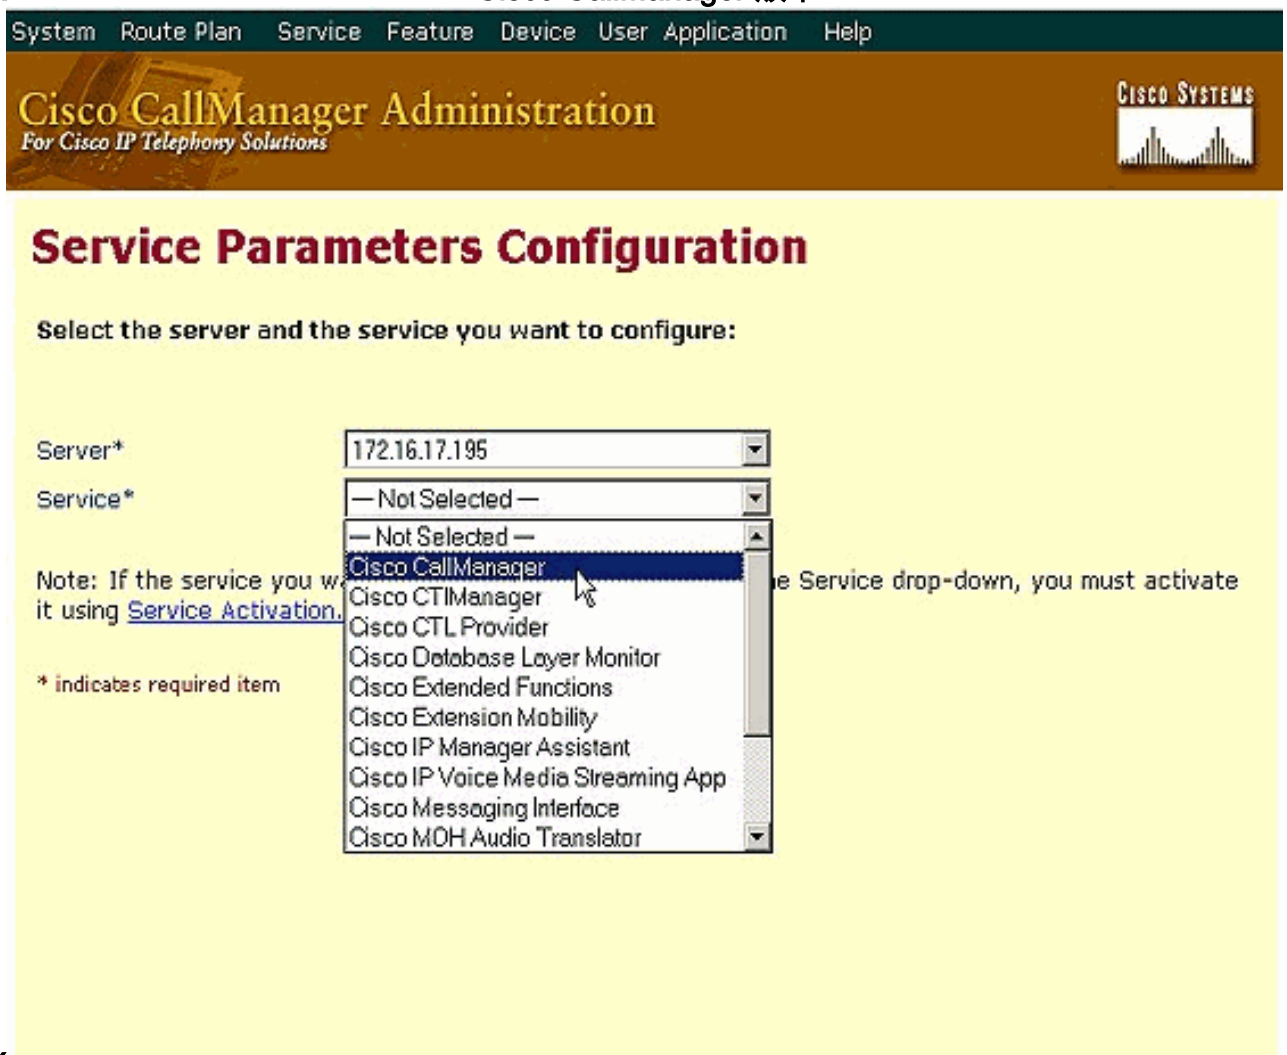 System Route Plan Service Feature Device User Application Help
Cisco CallManager Administration
For Cisco IP Telephony Solutions
CISCO SYSTEMS
Service Parameters Configuration
Select the server and the service you want to configure:
Server* 172.16.17.195
Service* — Not Selected —
— Not Selected —
Cisco CallManager
Cisco CTIManager
Cisco CTL Provider
Cisco Database Layer Monitor
Cisco Extended Functions
Cisco Extension Mobility
Cisco IP Manager Assistant
Cisco IP Voice Media Streaming App
Cisco Messaging Interface
Cisco MOH Audio Translator
Note: If the service you Service drop-down, you must activate
it using Service Activation.
* indicates required item